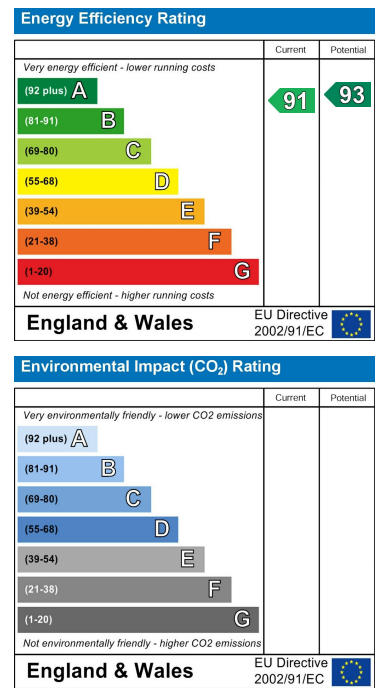 Energy Efficiency Rating
Current Potential
Very energy efficient - lower running costs
(92 plus) A
(81-91) B
(69-80) C
(55-68) D
(39-54) E
(21-38) F
(1-20) G
91 93
Not energy efficient - higher running costs
England & Wales
EU Directive
2002/91/EC
Environmental Impact (CO₂) Rating
Current Potential
Very environmentally friendly - lower CO2 emissions
(92 plus) A
(81-91) B
(69-80) C
(55-68) D
(39-54) E
(21-38) F
(1-20) G
Not environmentally friendly - higher CO2 emissions
England & Wales
EU Directive
2002/91/EC